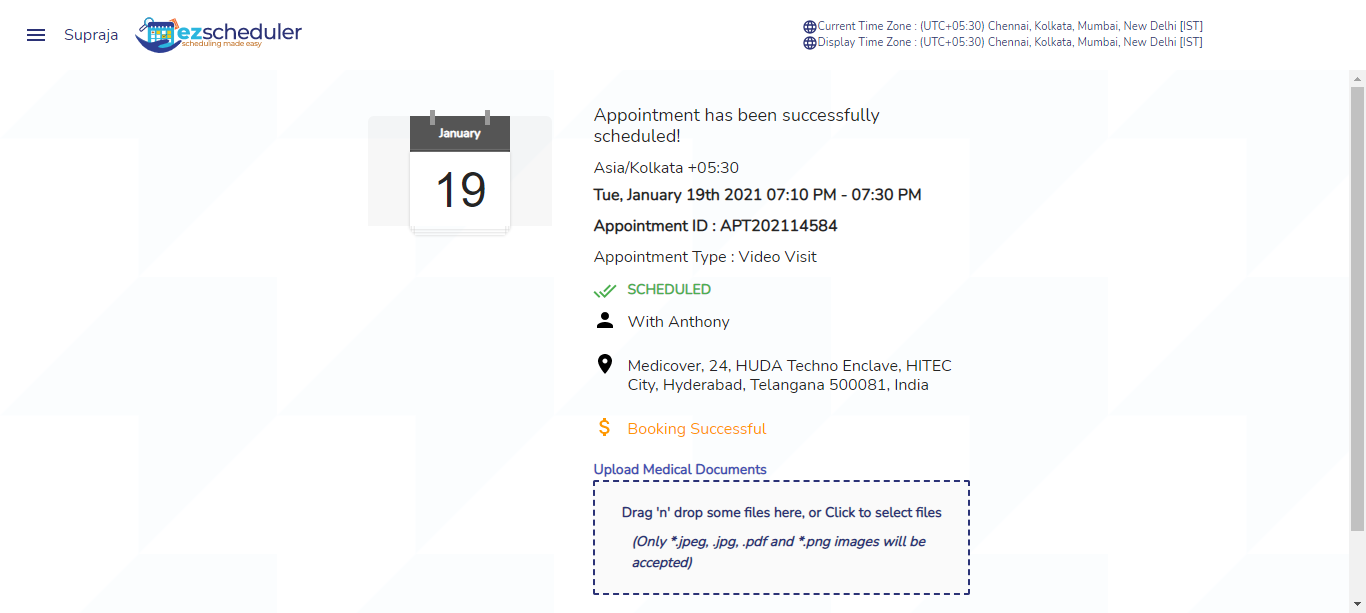 Supraja
ezscheduler
scheduling made easy
Current Time Zone : (UTC+05:30) Chennai, Kolkata, Mumbai, New Delhi [IST]
Display Time Zone : (UTC+05:30) Chennai, Kolkata, Mumbai, New Delhi [IST]
January
19
Appointment has been successfully
scheduled!
Asia/Kolkata +05:30
Tue, January 19th 2021 07:10 PM - 07:30 PM
Appointment ID : APT202114584
Appointment Type : Video Visit
SCHEDULED
With Anthony
Medicover, 24, HUDA Techno Enclave, HITEC
City, Hyderabad, Telangana 500081, India
$ Booking Successful
Upload Medical Documents
Drag 'n' drop some files here, or Click to select files
(Only *.jpeg, .jpg, .pdf and *.png images will be
accepted)